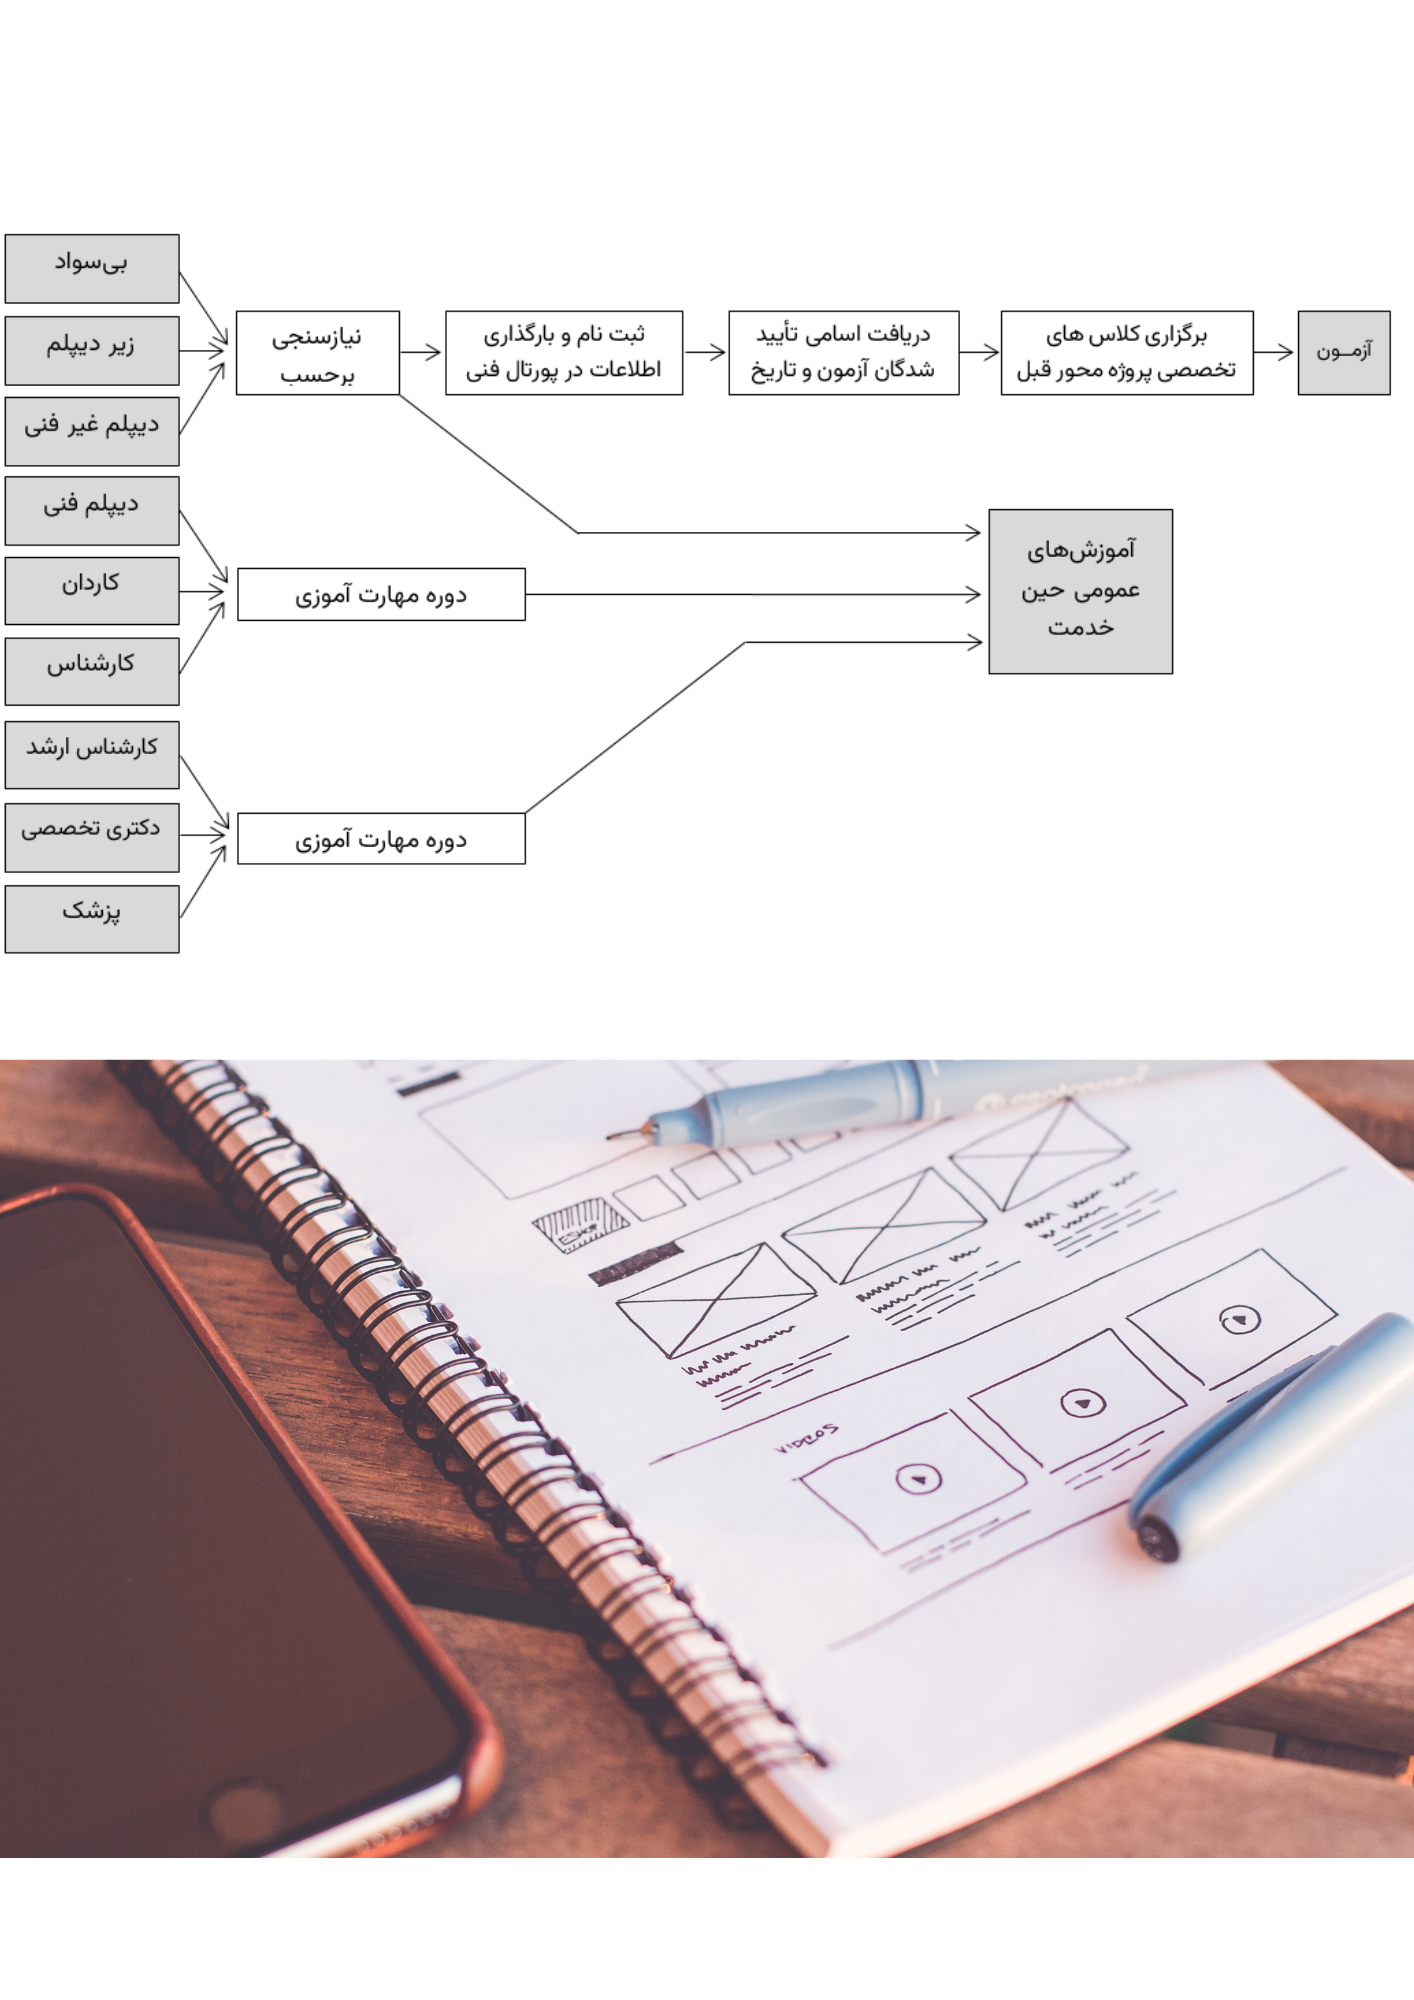 بی‌سواد
زیر دیپلم
دیپلم غیر فنی
نیازسنجی
برحسب
ثبت نام و بارگذاری
اطلاعات در پورتال فنی
دریافت اسامی تأیید
شدگان آزمون و تاریخ
برگزاری کلاس های
تخصصی پروژه محور قبل
آزمــون
دیپلم فنی
کاردان
کارشناس
دوره مهارت آموزی
آموزش‌های
عمومی حین
خدمت
کارشناس ارشد
دکتری تخصصی
پزشک
دوره مهارت آموزی
ESHOP
VIDEOS